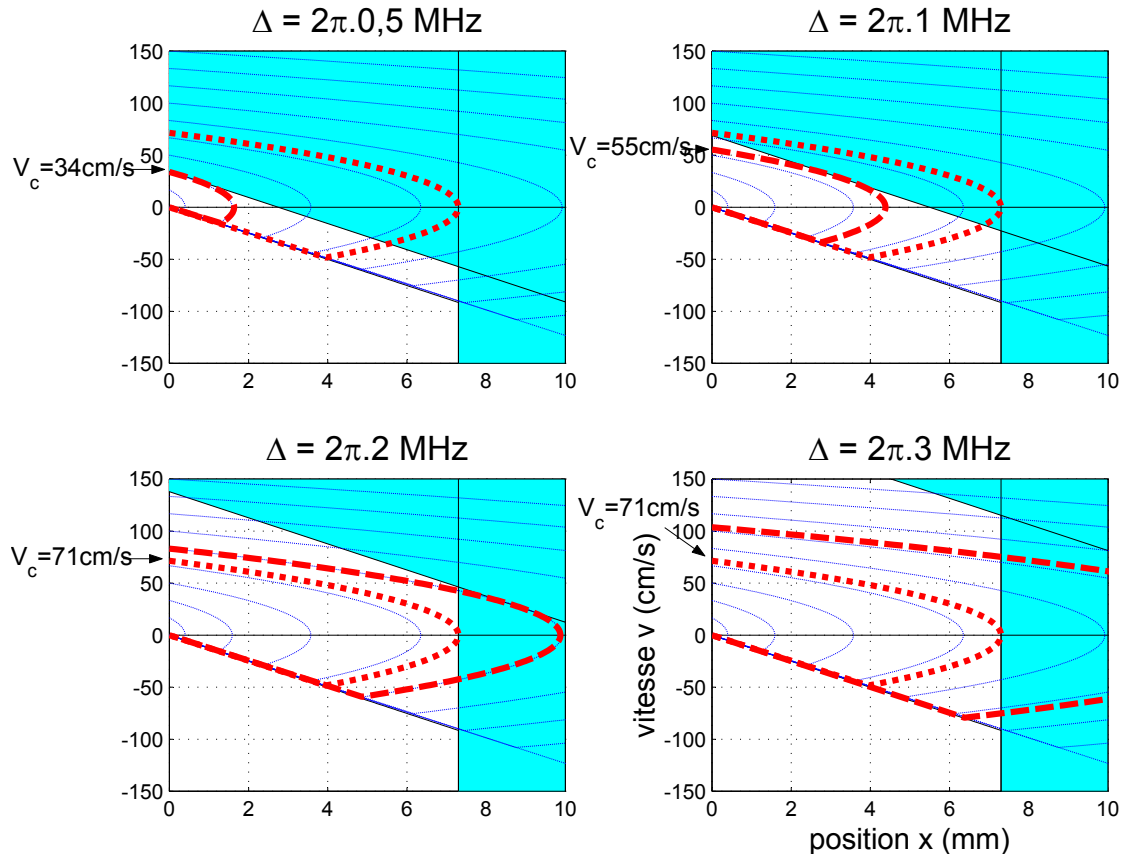 Δ = 2π.0,5 MHz
150
100
50
0
-50
-100
-150
V_c=34cm/s
0 2 4 6 8 10
Δ = 2π.1 MHz
150
100
V_c=55cm/s
50
0
-50
-100
-150
0 2 4 6 8 10
Δ = 2π.2 MHz
150
100
V_c=71cm/s
50
0
-50
-100
-150
0 2 4 6 8 10
Δ = 2π.3 MHz
150
V_c=71cm/s
100
50
0
-50
-100
-150
vitesse v (cm/s)
0 2 4 6 8 10
position x (mm)